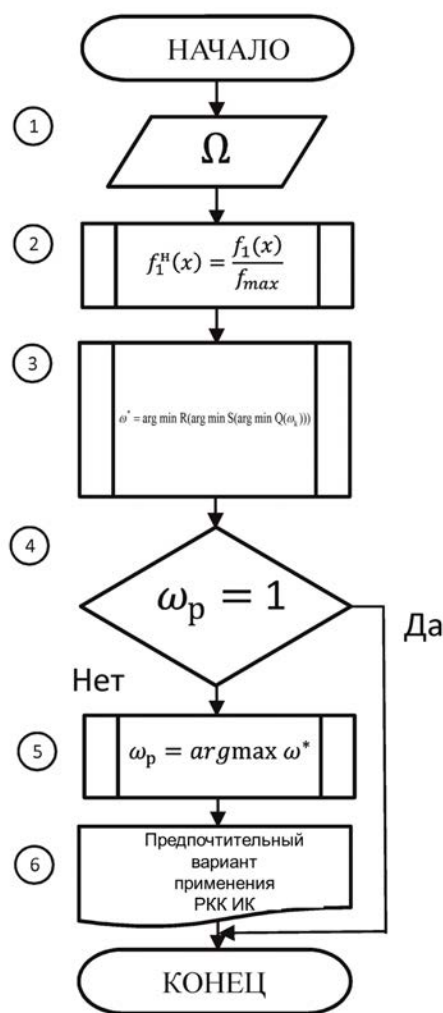 НАЧАЛО
1
Ω
2
f₁ᴴ(x) = f₁(x) / f_max
3
ω* = arg min R(arg min S(arg min Q(ω_k)))
4
ω_p = 1
Да
Нет
5
ω_p = argmax ω*
6
Предпочтительный
вариант
применения
РКК ИК
КОНЕЦ